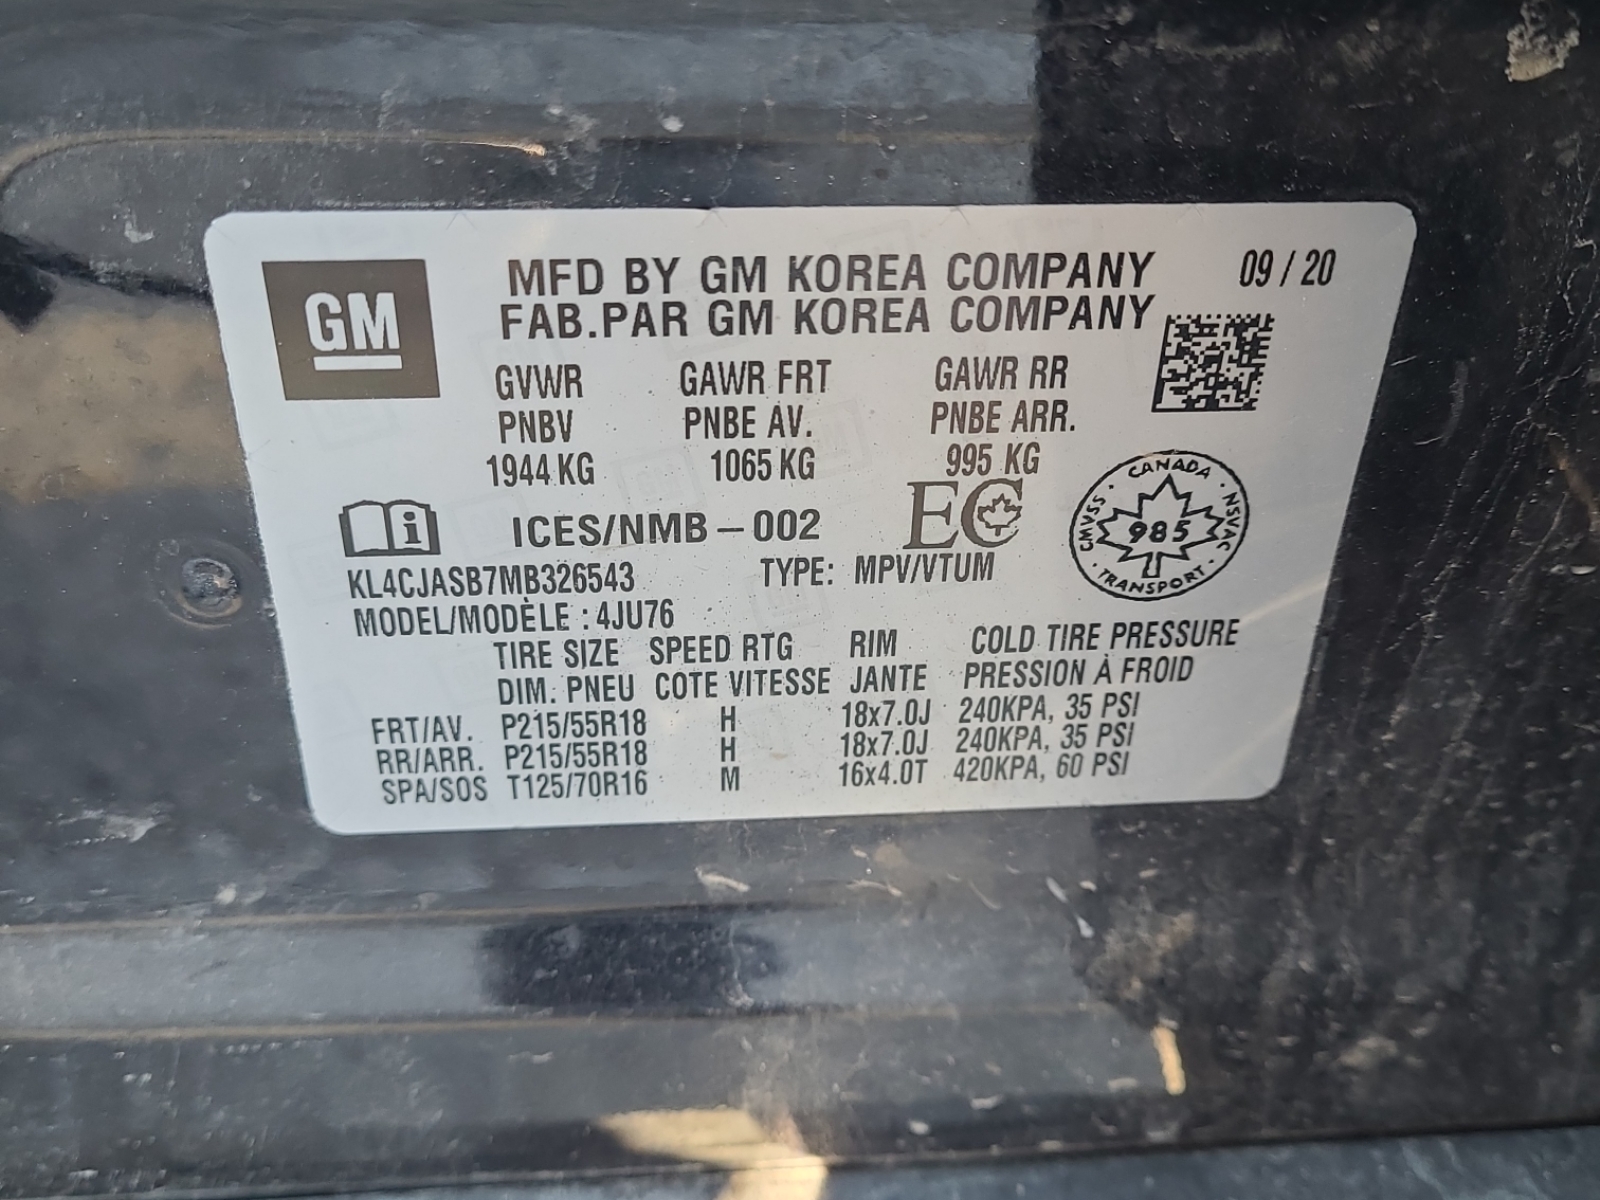 GM
MFD BY GM KOREA COMPANY 09 / 20
FAB.PAR GM KOREA COMPANY
GVWR GAWR FRT GAWR RR
PNBV PNBE AV. PNBE ARR.
1944 KG 1065 KG 995 KG
i ICES/NMB – 002 EC
CANADA · NSVAC · TRANSPORT · CMVSS ·
985
KL4CJASB7MB326543 TYPE: MPV/VTUM
MODEL/MODÈLE : 4JU76
TIRE SIZE SPEED RTG RIM COLD TIRE PRESSURE
DIM. PNEU COTE VITESSE JANTE PRESSION À FROID
FRT/AV. P215/55R18 H 18x7.0J 240KPA, 35 PSI
RR/ARR. P215/55R18 H 18x7.0J 240KPA, 35 PSI
SPA/SOS T125/70R16 M 16x4.0T 420KPA, 60 PSI